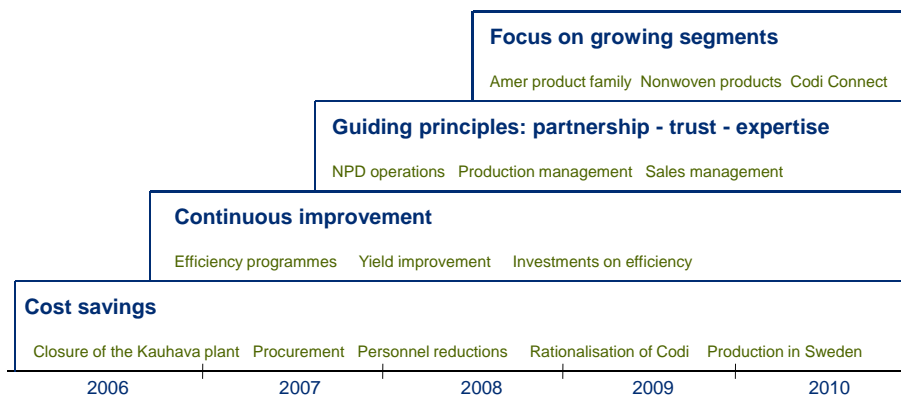 Focus on growing segments
Amer product family Nonwoven products Codi Connect
Guiding principles: partnership - trust - expertise
NPD operations Production management Sales management
Continuous improvement
Efficiency programmes Yield improvement Investments on efficiency
Cost savings
Closure of the Kauhava plant Procurement Personnel reductions Rationalisation of Codi Production in Sweden
2006 2007 2008 2009 2010